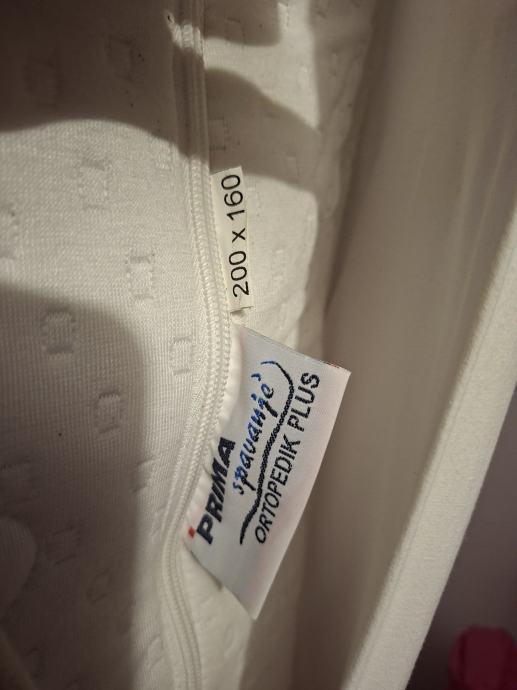 200 x 160
PRIMA
spavanje
ORTOPEDIK PLUS